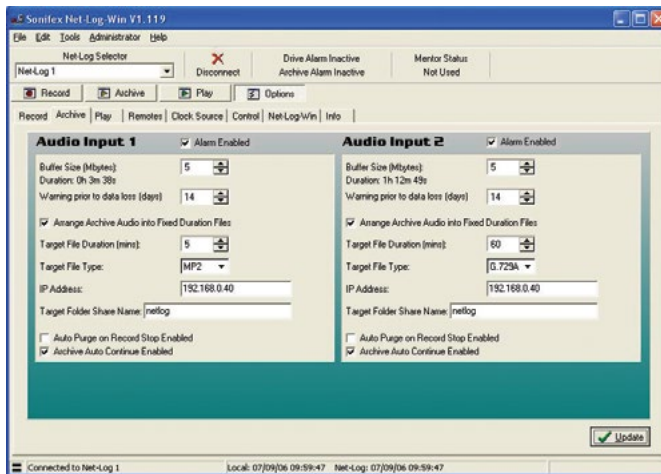 Sonifex Net-Log-Win V1.119
File Edit Tools Administrator Help
Net-Log Selector
Net-Log 1
Disconnect
Drive Alarm Inactive
Archive Alarm Inactive
Mentor Status
Not Used
Record Archive Play Options
Record Archive Play Remotes Clock Source Control Net-Log-Win Info
Audio Input 1 Alarm Enabled
Buffer Size (Mbytes): 5
Duration: 0h 3m 38s
Warning prior to data loss (days) 14
Arrange Archive Audio into Fixed Duration Files
Target File Duration (mins): 5
Target File Type: MP2
IP Address: 192.168.0.40
Target Folder Share Name: netlog
Auto Purge on Record Stop Enabled
Archive Auto Continue Enabled
Audio Input 2 Alarm Enabled
Buffer Size (Mbytes): 5
Duration: 1h 12m 49s
Warning prior to data loss (days) 14
Arrange Archive Audio into Fixed Duration Files
Target File Duration (mins): 60
Target File Type: G.729A
IP Address: 192.168.0.40
Target Folder Share Name: netlog
Auto Purge on Record Stop Enabled
Archive Auto Continue Enabled
Update
Connected to Net-Log 1 Local: 07/09/06 09:59:47 Net-Log: 07/09/06 09:59:47